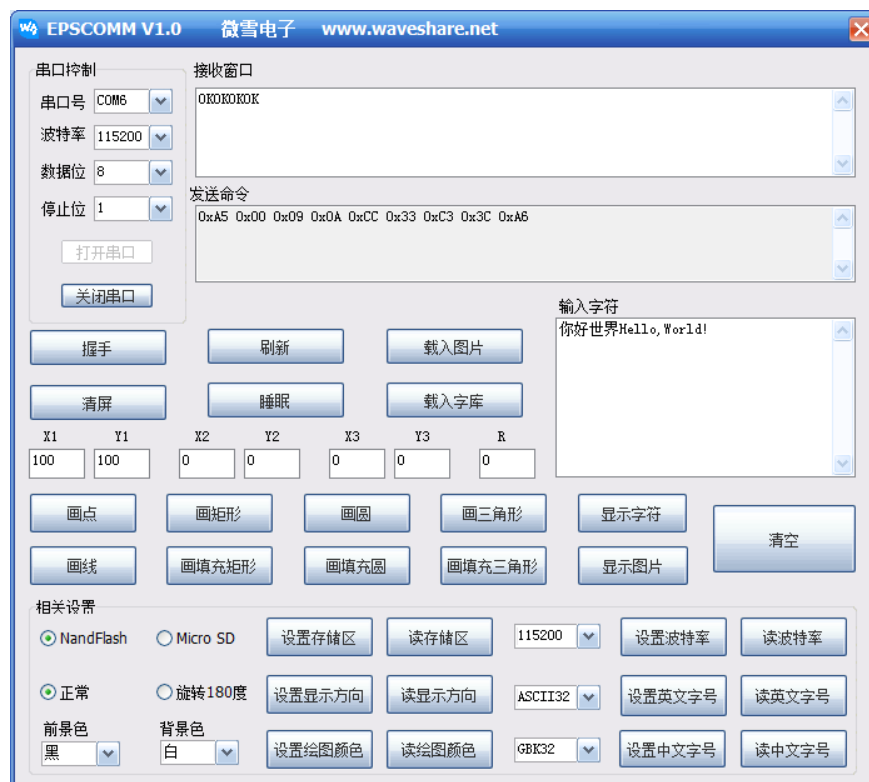 EPSCOMM V1.0 微雪电子 www.waveshare.net
串口控制
串口号 COM6
波特率 115200
数据位 8
停止位 1
打开串口
关闭串口
接收窗口
OKOKOKOK
发送命令
0xA5 0x00 0x09 0x0A 0xCC 0x33 0xC3 0x3C 0xA6
输入字符
你好世界Hello,World!
握手 刷新 载入图片
清屏 睡眠 载入字库
X1 Y1 X2 Y2 X3 Y3 R
100 100 0 0 0 0 0
画点 画矩形 画圆 画三角形 显示字符
画线 画填充矩形 画填充圆 画填充三角形 显示图片
清空
相关设置
NandFlash Micro SD 设置存储区 读存储区 115200 设置波特率 读波特率
正常 旋转180度 设置显示方向 读显示方向 ASCII32 设置英文字号 读英文字号
前景色 背景色
黑 白 设置绘图颜色 读绘图颜色 GBK32 设置中文字号 读中文字号